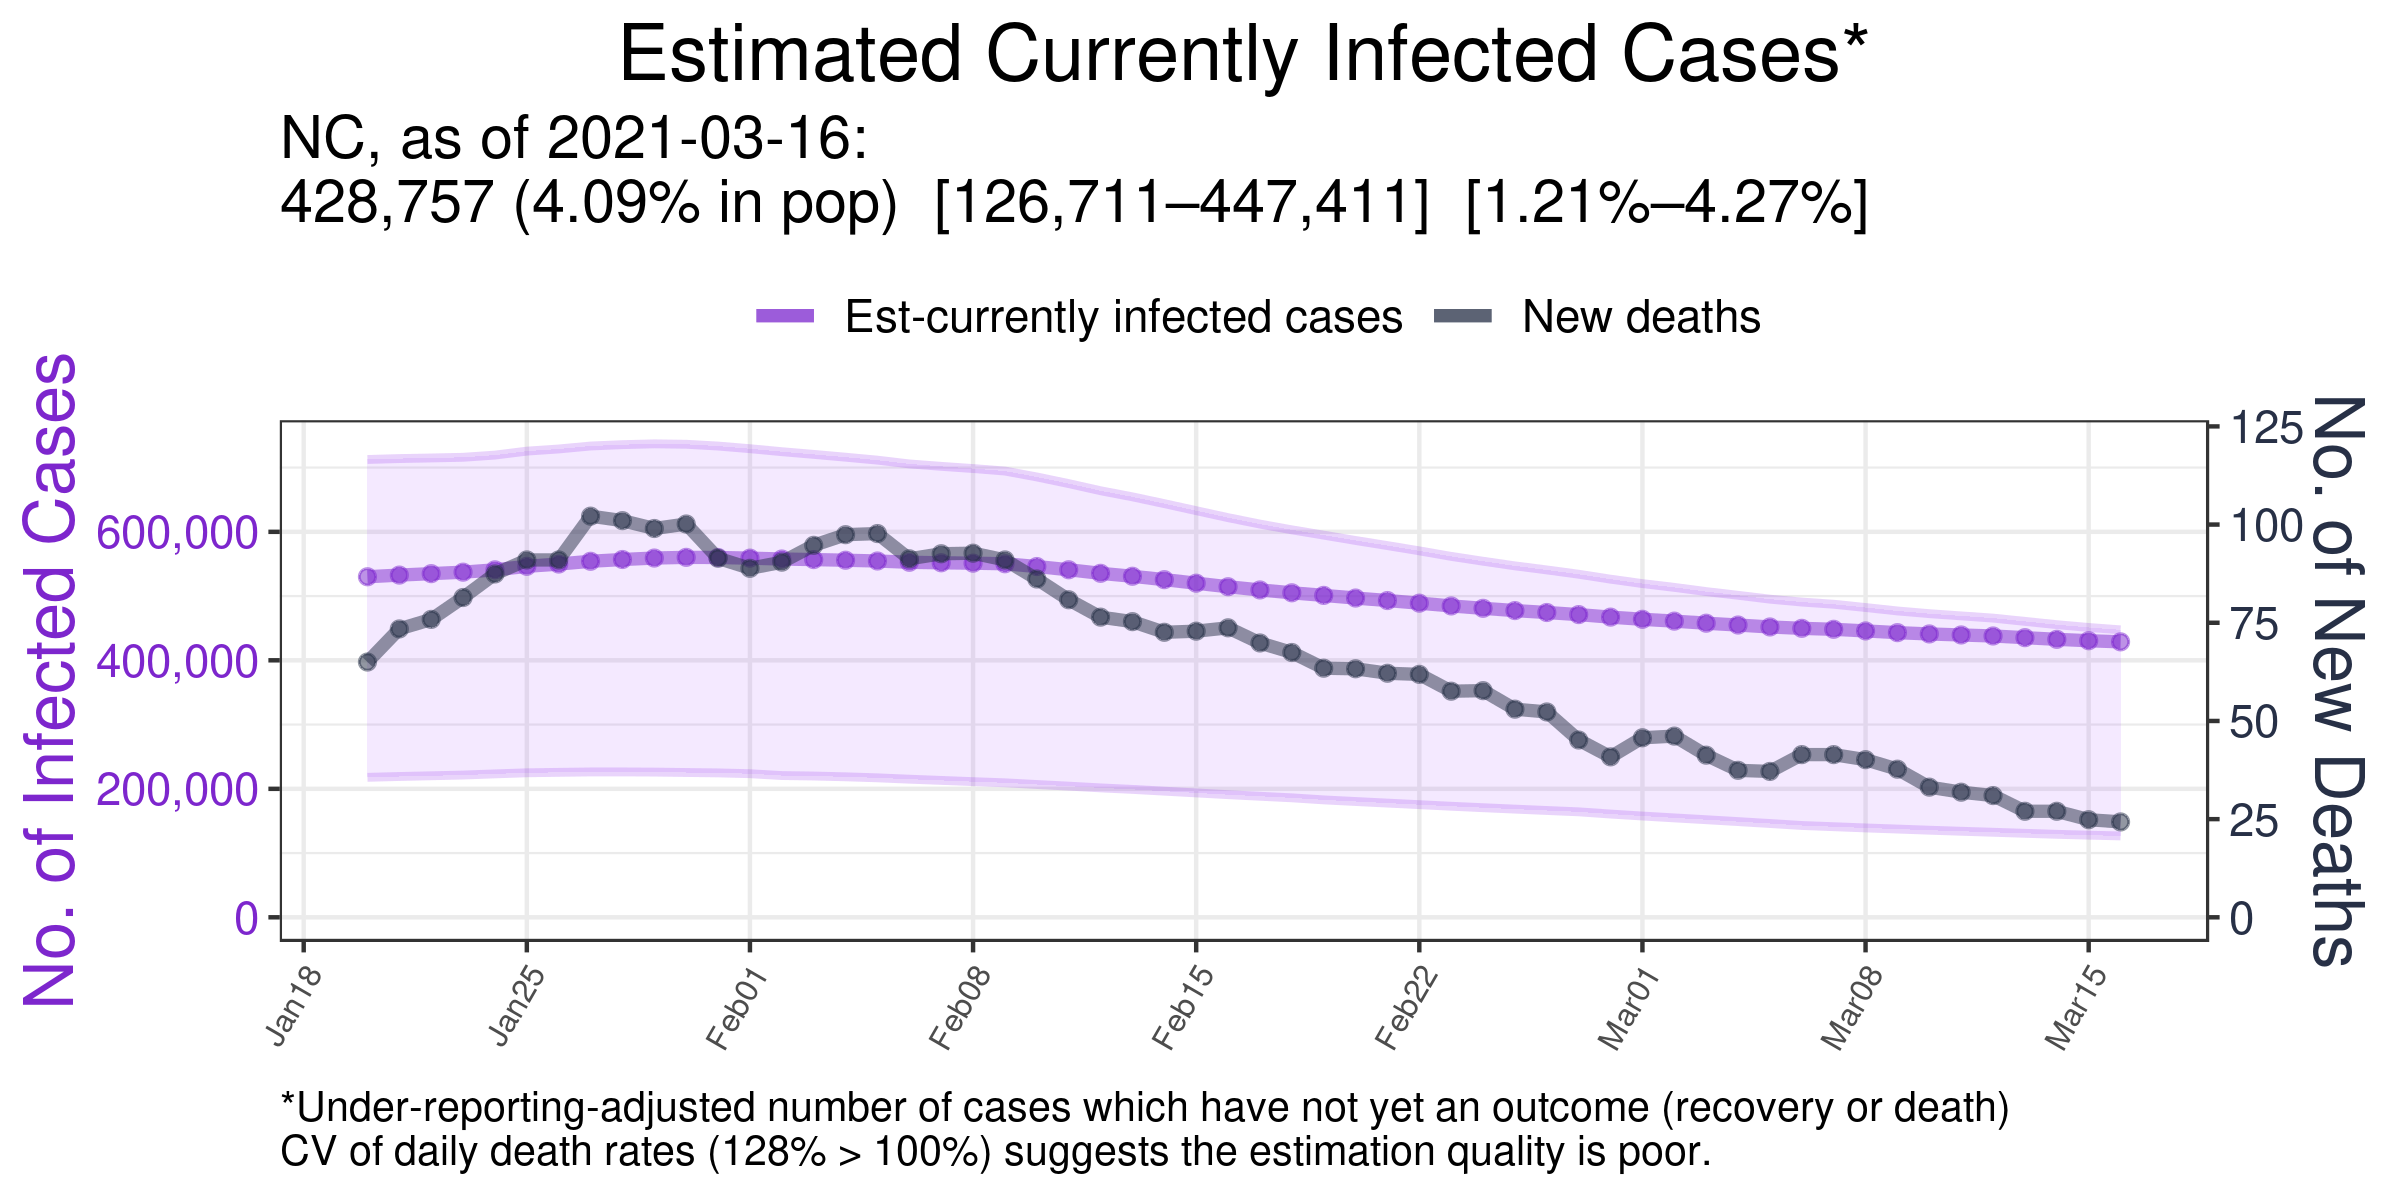 Estimated Currently Infected Cases*
NC, as of 2021-03-16:
428,757 (4.09% in pop)  [126,711–447,411]  [1.21%–4.27%]
Est-currently infected cases
New deaths
No. of Infected Cases
600,000
400,000
200,000
0
125
100
75
50
25
0
No. of New Deaths
Jan18
Jan25
Feb01
Feb08
Feb15
Feb22
Mar01
Mar08
Mar15
*Under-reporting-adjusted number of cases which have not yet an outcome (recovery or death)
CV of daily death rates (128% > 100%) suggests the estimation quality is poor.